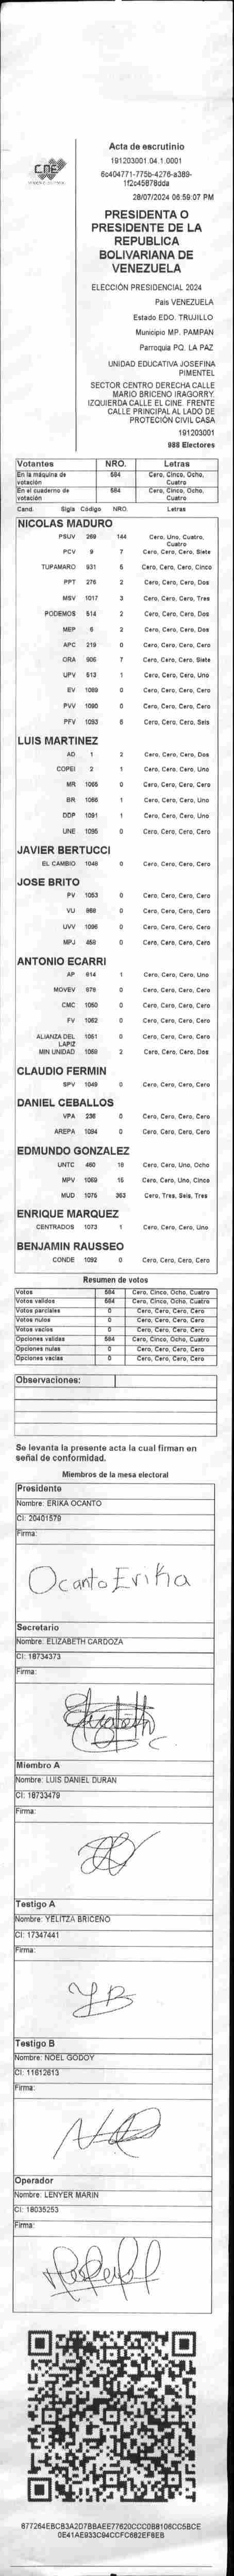 CNE
Acta de escrutinio
191203001.04.1.0001
6c404771-775b-4276-a389-
1f2c45878dda
28/07/2024 06:59:07 PM
PRESIDENTA O
PRESIDENTE DE LA
REPUBLICA
BOLIVARIANA DE
VENEZUELA
ELECCIÓN PRESIDENCIAL 2024
Pais VENEZUELA
Estado EDO. TRUJILLO
Municipio MP. PAMPAN
Parroquia PQ. LA PAZ
UNIDAD EDUCATIVA JOSEFINA
PIMENTEL
SECTOR CENTRO DERECHA CALLE
MARIO BRICENO IRAGORRY.
IZQUIERDA CALLE EL CINE. FRENTE
CALLE PRINCIPAL AL LADO DE
PROTECIÓN CIVIL CASA
191203001
988 Electores
Votantes NRO. Letras
En la máquina de votación 584 Cero, Cinco, Ocho, Cuatro
En el cuaderno de votación 584 Cero, Cinco, Ocho, Cuatro
Cand. Sigla Código NRO. Letras
NICOLAS MADURO
PSUV 269 144 Cero, Uno, Cuatro, Cuatro
PCV 9 7 Cero, Cero, Cero, Siete
TUPAMARO 931 5 Cero, Cero, Cero, Cinco
PPT 276 2 Cero, Cero, Cero, Dos
MSV 1017 3 Cero, Cero, Cero, Tres
PODEMOS 514 2 Cero, Cero, Cero, Dos
MEP 6 2 Cero, Cero, Cero, Dos
APC 219 0 Cero, Cero, Cero, Cero
ORA 906 7 Cero, Cero, Cero, Siete
UPV 513 1 Cero, Cero, Cero, Uno
EV 1089 0 Cero, Cero, Cero, Cero
PVV 1090 0 Cero, Cero, Cero, Cero
PFV 1093 6 Cero, Cero, Cero, Seis
LUIS MARTINEZ
AD 1 2 Cero, Cero, Cero, Dos
COPEI 2 1 Cero, Cero, Cero, Uno
MR 1065 0 Cero, Cero, Cero, Cero
BR 1066 1 Cero, Cero, Cero, Uno
DDP 1091 1 Cero, Cero, Cero, Uno
UNE 1095 0 Cero, Cero, Cero, Cero
JAVIER BERTUCCI
EL CAMBIO 1048 0 Cero, Cero, Cero, Cero
JOSE BRITO
PV 1053 0 Cero, Cero, Cero, Cero
VU 868 0 Cero, Cero, Cero, Cero
UVV 1096 0 Cero, Cero, Cero, Cero
MPJ 458 0 Cero, Cero, Cero, Cero
ANTONIO ECARRI
AP 614 1 Cero, Cero, Cero, Uno
MOVEV 679 0 Cero, Cero, Cero, Cero
CMC 1050 0 Cero, Cero, Cero, Cero
FV 1062 0 Cero, Cero, Cero, Cero
ALIANZA DEL LAPIZ 1051 0 Cero, Cero, Cero, Cero
MIN UNIDAD 1058 2 Cero, Cero, Cero, Dos
CLAUDIO FERMIN
SPV 1049 0 Cero, Cero, Cero, Cero
DANIEL CEBALLOS
VPA 236 0 Cero, Cero, Cero, Cero
AREPA 1094 0 Cero, Cero, Cero, Cero
EDMUNDO GONZALEZ
UNTC 460 18 Cero, Cero, Uno, Ocho
MPV 1059 15 Cero, Cero, Uno, Cinco
MUD 1075 363 Cero, Tres, Seis, Tres
ENRIQUE MARQUEZ
CENTRADOS 1073 1 Cero, Cero, Cero, Uno
BENJAMIN RAUSSEO
CONDE 1092 0 Cero, Cero, Cero, Cero
Resumen de votos
Votos 584 Cero, Cinco, Ocho, Cuatro
Votos validos 584 Cero, Cinco, Ocho, Cuatro
Votos parciales 0 Cero, Cero, Cero, Cero
Votos nulos 0 Cero, Cero, Cero, Cero
Votos vacios 0 Cero, Cero, Cero, Cero
Opciones validas 584 Cero, Cinco, Ocho, Cuatro
Opciones nulas 0 Cero, Cero, Cero, Cero
Opciones vacias 0 Cero, Cero, Cero, Cero
Observaciones:
Se levanta la presente acta la cual firman en
señal de conformidad.
Miembros de la mesa electoral
Presidente
Nombre: ERIKA OCANTO
CI: 20401579
Firma:
Ocanto Erika
Secretario
Nombre: ELIZABETH CARDOZA
CI: 18734373
Firma:
Elizabeth
C
Miembro A
Nombre: LUIS DANIEL DURAN
CI: 18733479
Firma:
Testigo A
Nombre: YELITZA BRICEÑO
CI: 17347441
Firma:
YB
Testigo B
Nombre: NOEL GODOY
CI: 11612613
Firma:
Operador
Nombre: LENYER MARIN
CI: 18035253
Firma:
677264EBCB3A2D7BBAEE77620CCC0B8106CC5BCE
0E41AE933C94CCFC682EF6EB